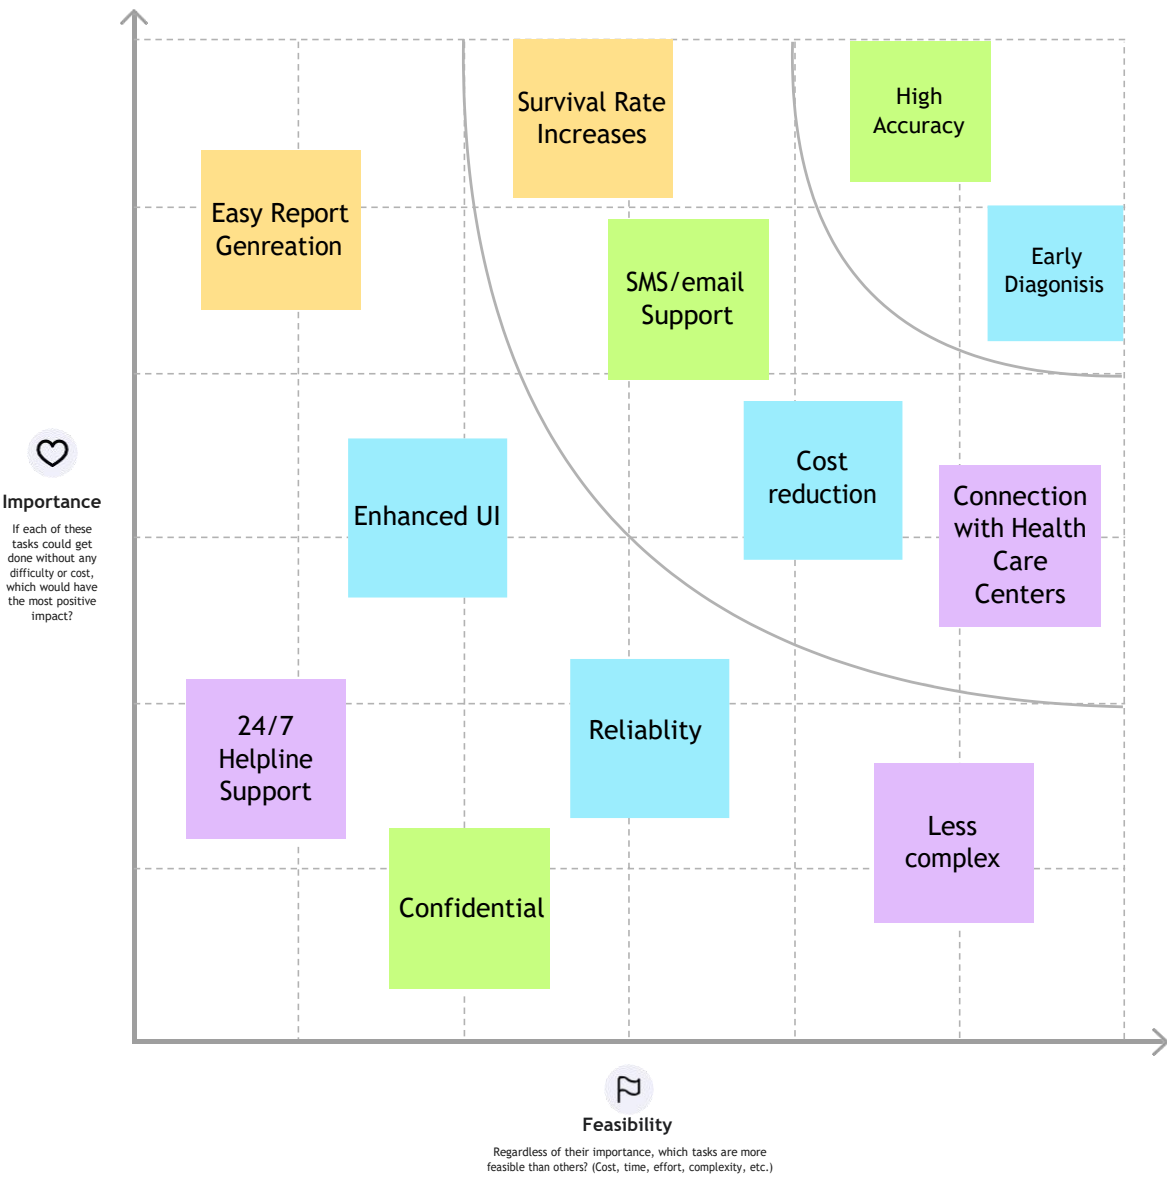 Survival Rate
Increases
High
Accuracy
Easy Report
Genreation
Early
Diagonisis
SMS/email
Support
Cost
reduction
Connection
with Health
Care
Centers
Enhanced UI
Importance
If each of these
tasks could get
done without any
difficulty or cost,
which would have
the most positive
impact?
24/7
Helpline
Support
Reliablity
Less
complex
Confidential
Feasibility
Regardless of their importance, which tasks are more
feasible than others? (Cost, time, effort, complexity, etc.)